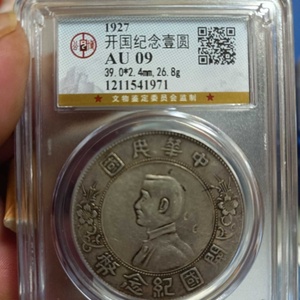 1927
开国纪念壹圆
AU 09
39.0*2.4mm,26.8g
1211541971
★ 文物鉴定委员会监制 ★
中華民國
開國紀念幣